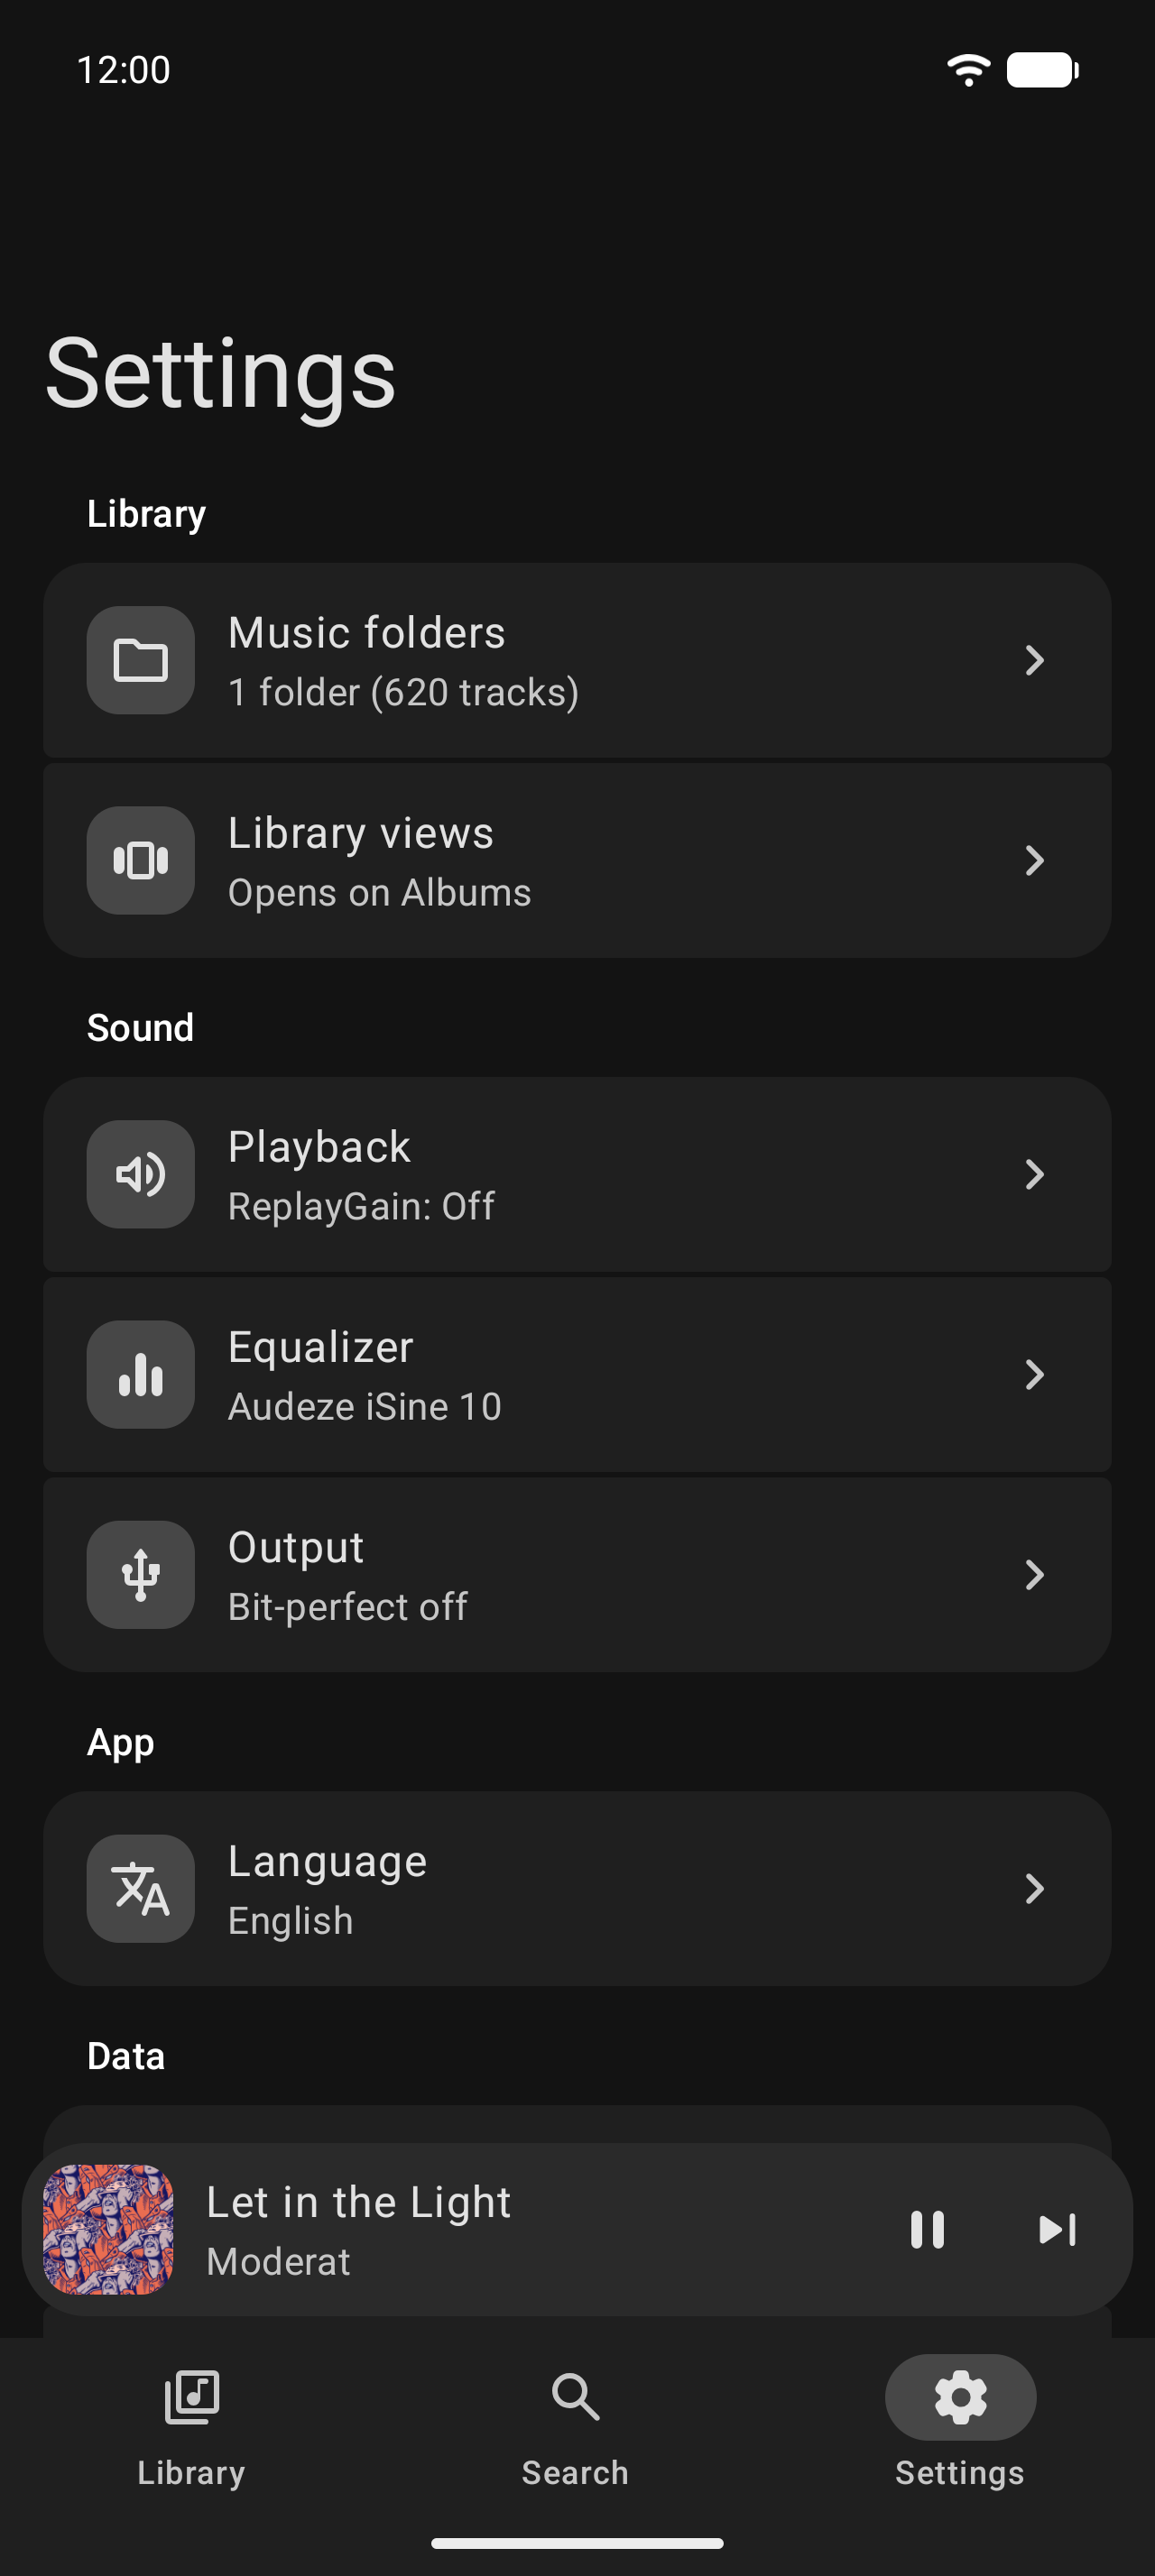 12:00
Settings
Library
Music folders
1 folder (620 tracks)
Library views
Opens on Albums
Sound
Playback
ReplayGain: Off
Equalizer
Audeze iSine 10
Output
Bit-perfect off
App
Language
English
Data
Let in the Light
Moderat
Library
Search
Settings